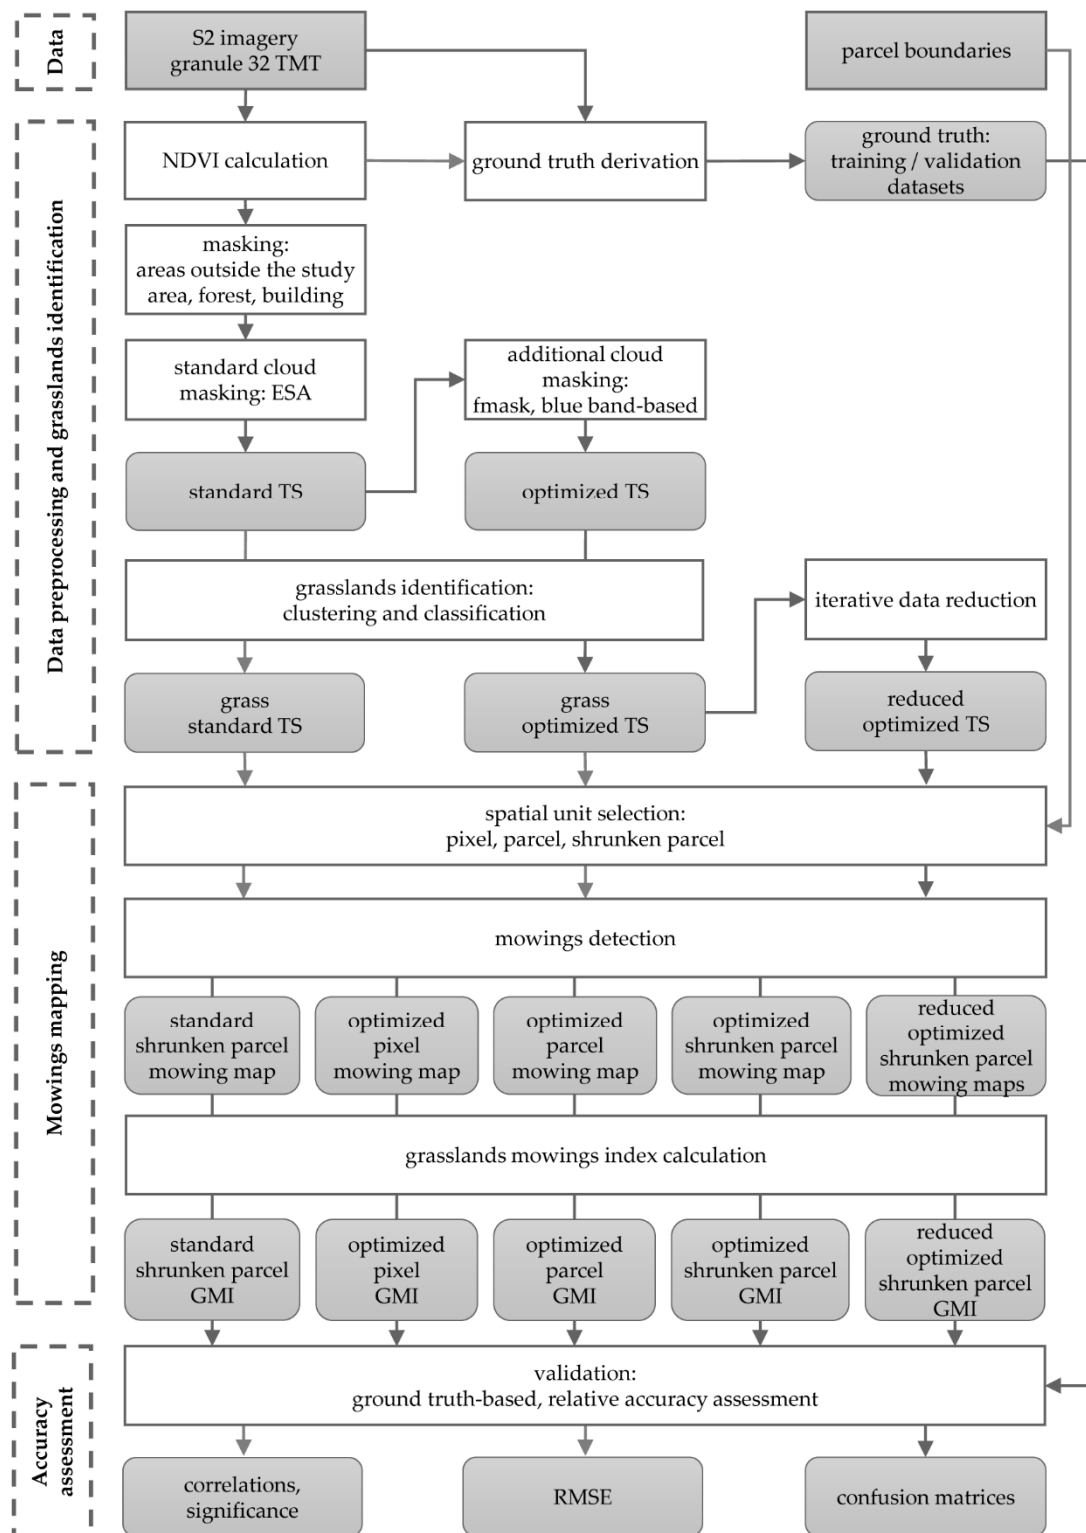 Data
S2 imagery
granule 32 TMT
parcel boundaries
Data preprocessing and grasslands identification
NDVI calculation
ground truth derivation
ground truth:
training / validation
datasets
masking:
areas outside the study
area, forest, building
standard cloud
masking: ESA
additional cloud
masking:
fmask, blue band-based
standard TS
optimized TS
grasslands identification:
clustering and classification
iterative data reduction
grass
standard TS
grass
optimized TS
reduced
optimized TS
Mowings mapping
spatial unit selection:
pixel, parcel, shrunken parcel
mowings detection
standard
shrunken parcel
mowing map
optimized
pixel
mowing map
optimized
parcel
mowing map
optimized
shrunken parcel
mowing map
reduced
optimized
shrunken parcel
mowing maps
grasslands mowings index calculation
standard
shrunken parcel
GMI
optimized
pixel
GMI
optimized
parcel
GMI
optimized
shrunken parcel
GMI
reduced
optimized
shrunken parcel
GMI
Accuracy
assessment
validation:
ground truth-based, relative accuracy assessment
correlations,
significance
RMSE
confusion matrices